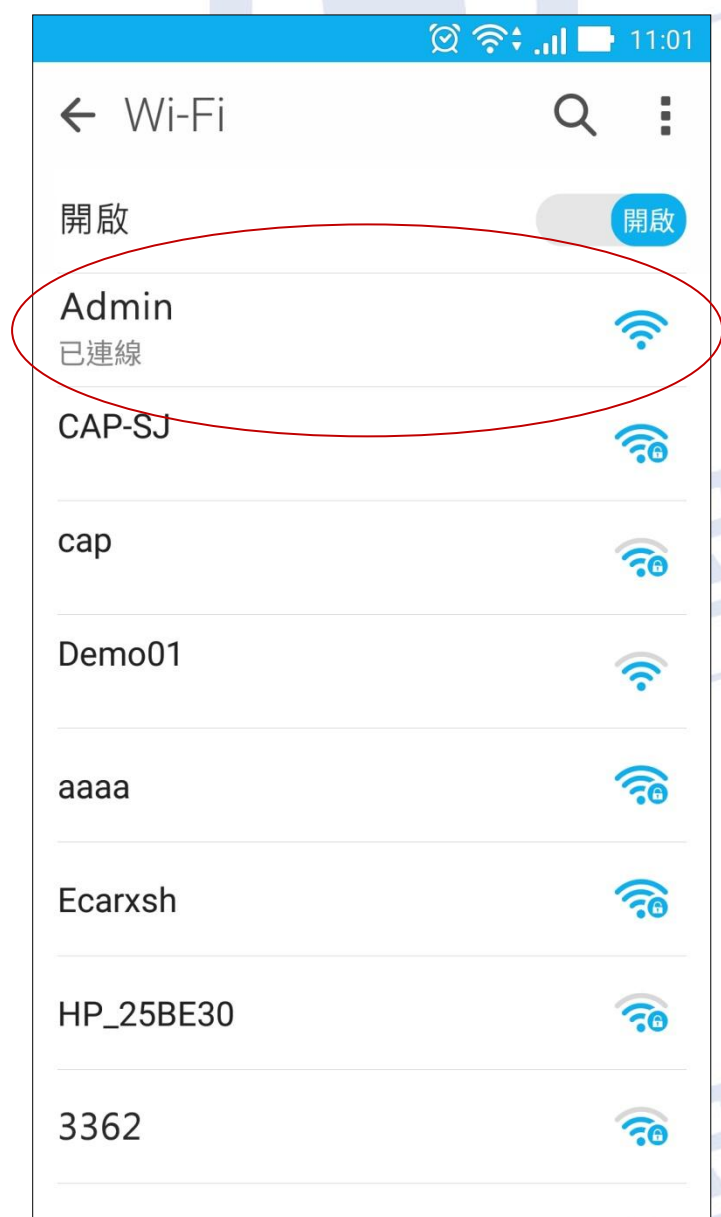 11:01
Wi-Fi
開啟
開啟
Admin
已連線
CAP-SJ
cap
Demo01
aaaa
Ecarxsh
HP_25BE30
3362